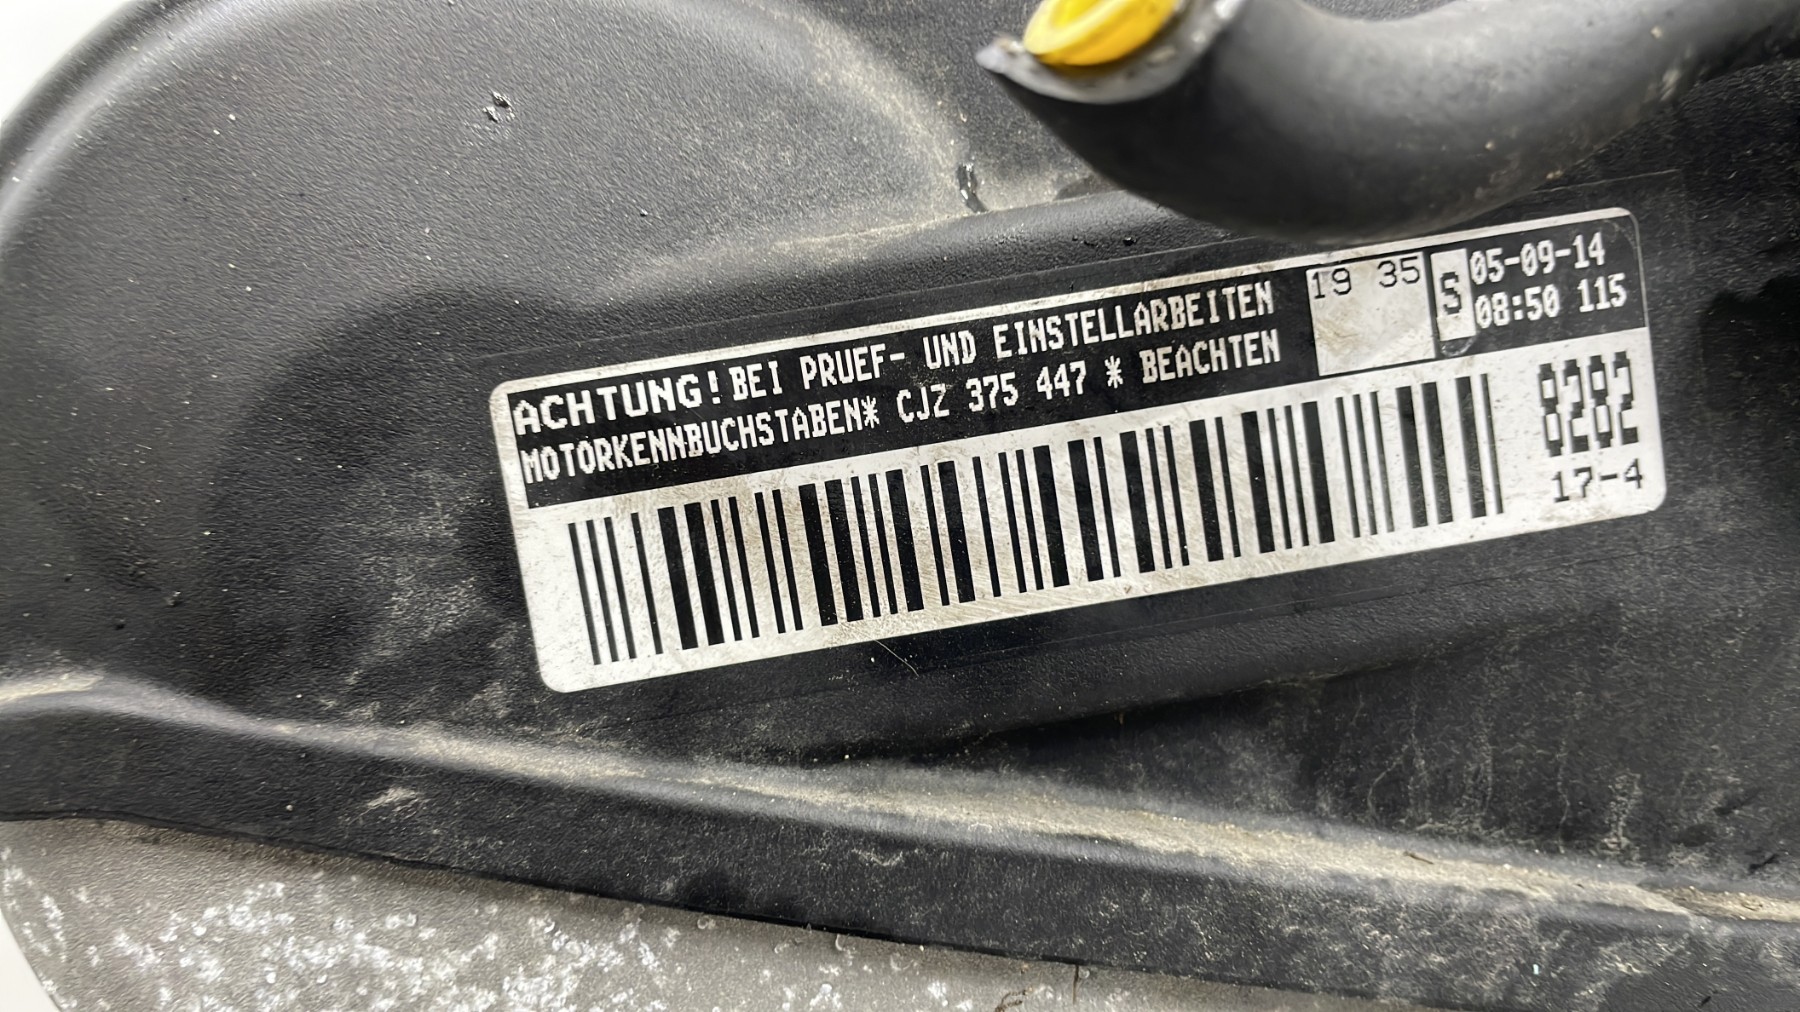 ACHTUNG! BEI PRUEF- UND EINSTELLARBEITEN
MOTORKENNBUCHSTABEN* CJZ 375 447 * BEACHTEN
19 35
S
05-09-14
08:50 115
8282
17-4